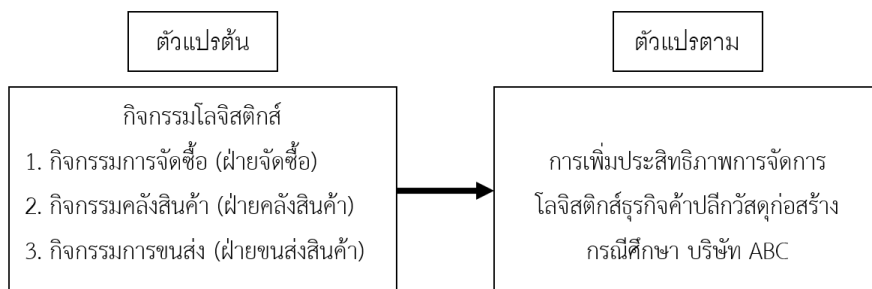 ตัวแปรต้น
ตัวแปรตาม
กิจกรรมโลจิสติกส์
1. กิจกรรมการจัดซื้อ (ฝ่ายจัดซื้อ)
2. กิจกรรมคลังสินค้า (ฝ่ายคลังสินค้า)
3. กิจกรรมการขนส่ง (ฝ่ายขนส่งสินค้า)
การเพิ่มประสิทธิภาพการจัดการ
โลจิสติกส์ธุรกิจค้าปลีกวัสดุก่อสร้าง
กรณีศึกษา บริษัท ABC